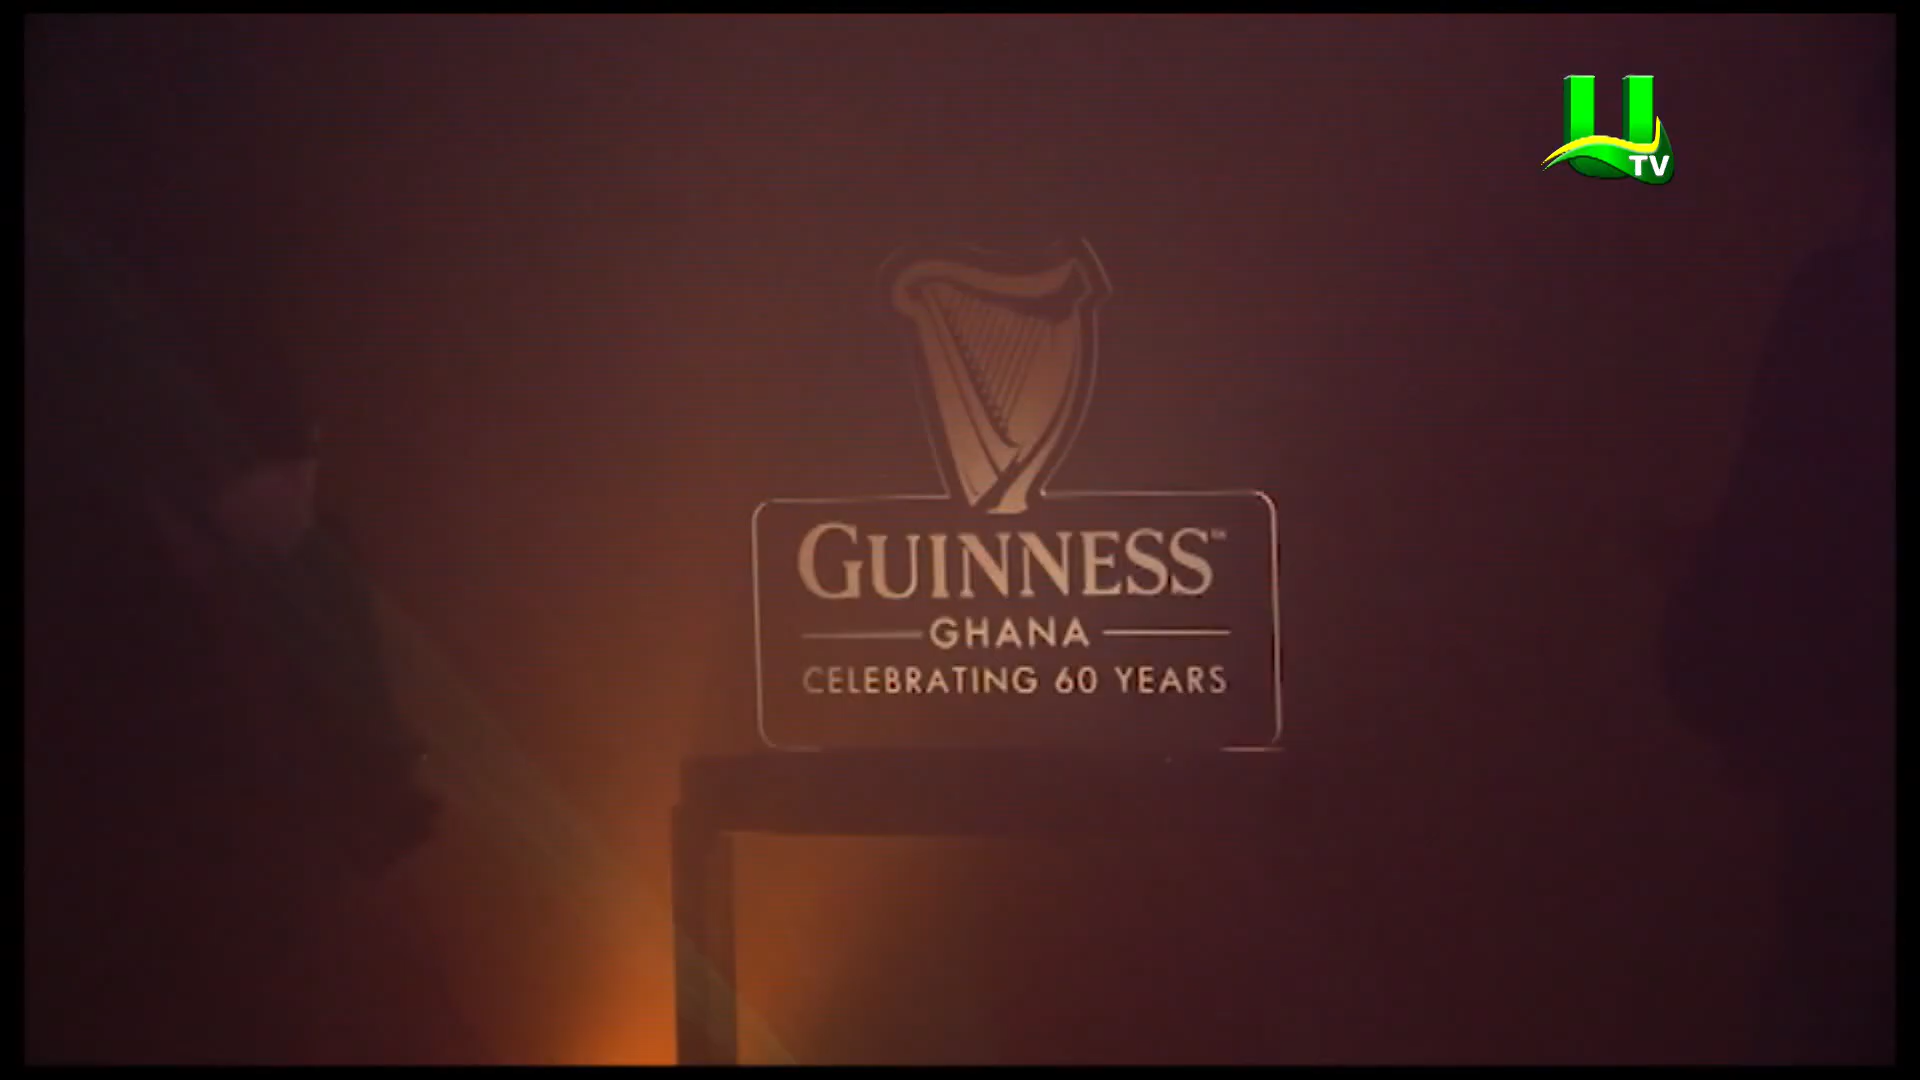 U
TV
GUINNESS™
GHANA
CELEBRATING 60 YEARS